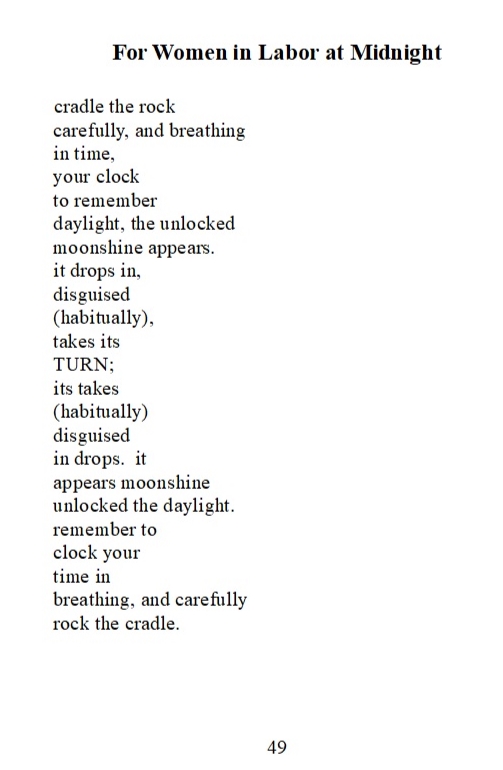 For Women in Labor at Midnight
cradle the rock
carefully, and breathing
in time,
your clock
to remember
daylight, the unlocked
moonshine appears.
it drops in,
disguised
(habitually),
takes its
TURN;
its takes
(habitually)
disguised
in drops.  it
appears moonshine
unlocked the daylight.
remember to
clock your
time in
breathing, and carefully
rock the cradle.
49